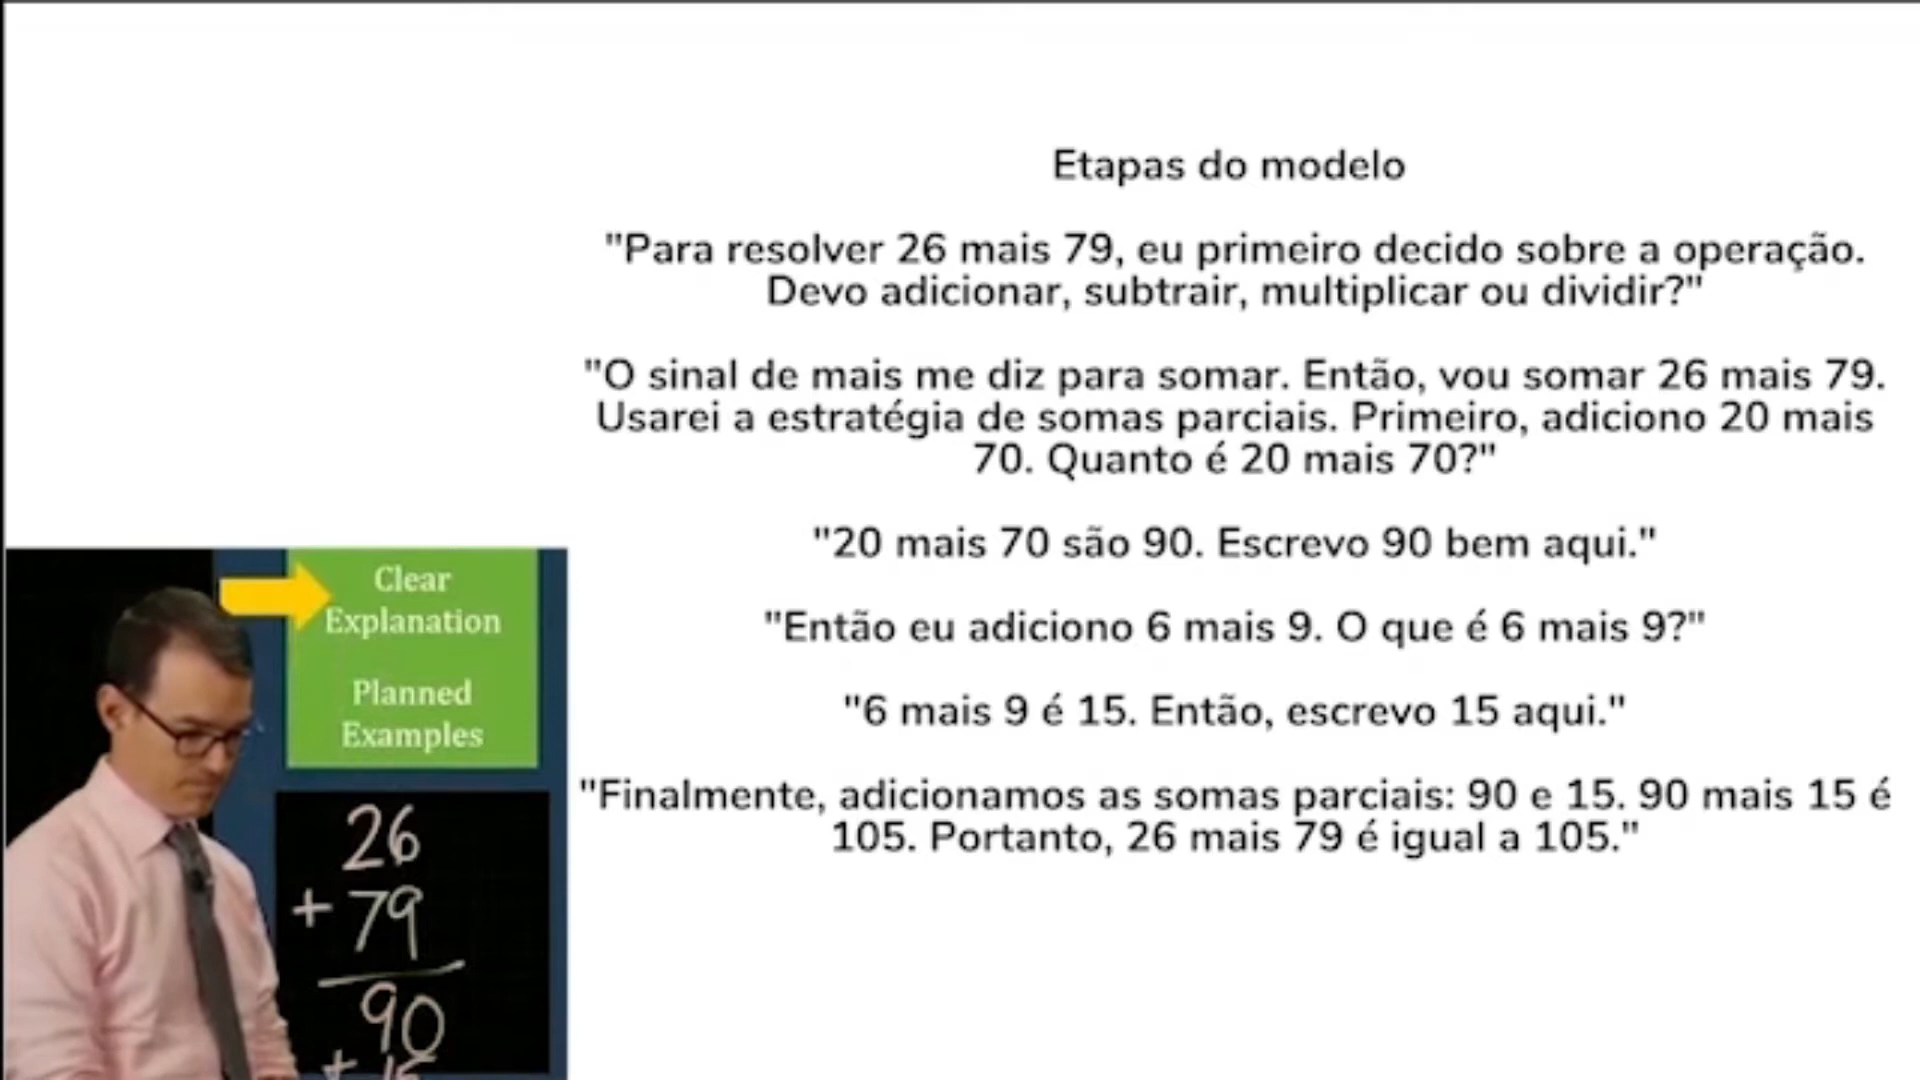 Etapas do modelo
"Para resolver 26 mais 79, eu primeiro decido sobre a operação.
Devo adicionar, subtrair, multiplicar ou dividir?"
"O sinal de mais me diz para somar. Então, vou somar 26 mais 79.
Usarei a estratégia de somas parciais. Primeiro, adiciono 20 mais
70. Quanto é 20 mais 70?"
"20 mais 70 são 90. Escrevo 90 bem aqui."
"Então eu adiciono 6 mais 9. O que é 6 mais 9?"
"6 mais 9 é 15. Então, escrevo 15 aqui."
"Finalmente, adicionamos as somas parciais: 90 e 15. 90 mais 15 é
105. Portanto, 26 mais 79 é igual a 105."
Clear
Explanation
Planned
Examples
26
+ 79
90
+ 15